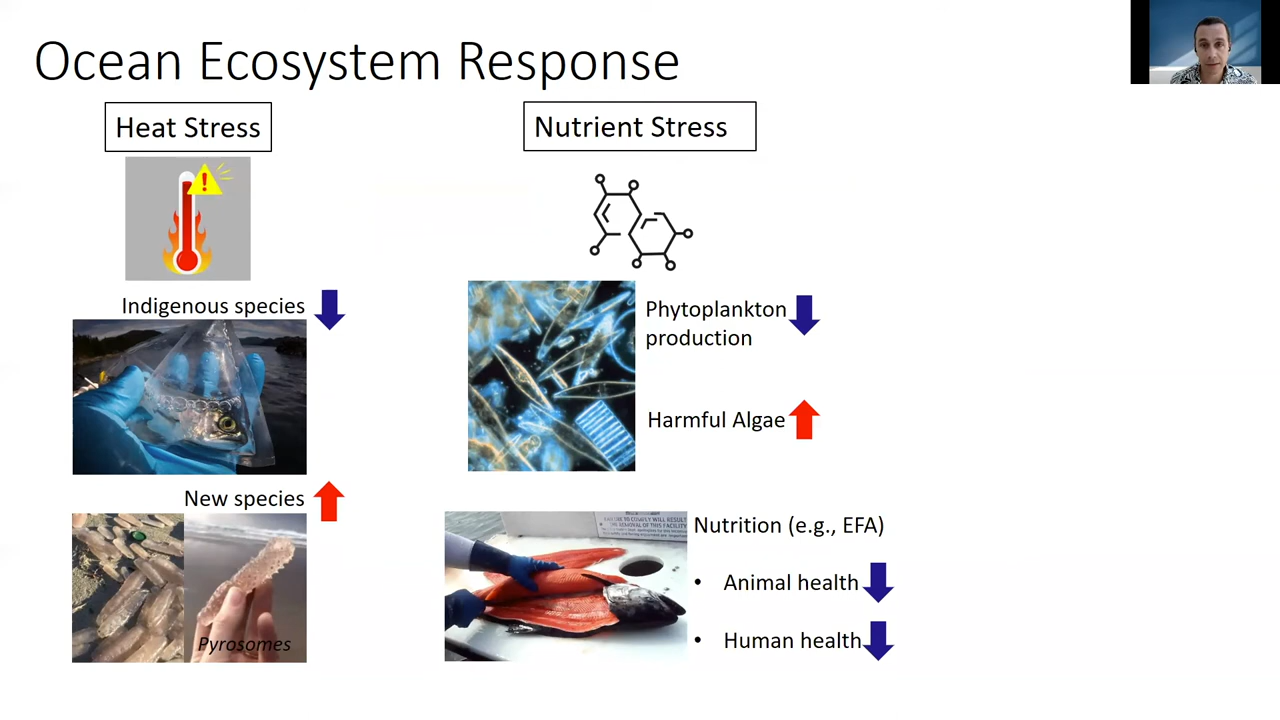 Ocean Ecosystem Response
Heat Stress
Nutrient Stress
!
Indigenous species
Phytoplankton
production
Harmful Algae
New species
Pyrosomes
Nutrition (e.g., EFA)
• Animal health
• Human health